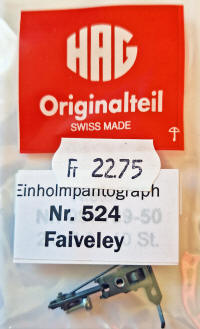 HAG
Originalteil
SWISS MADE
Fr 22.75
Einholmpantograph
Nr. 524
Faiveley